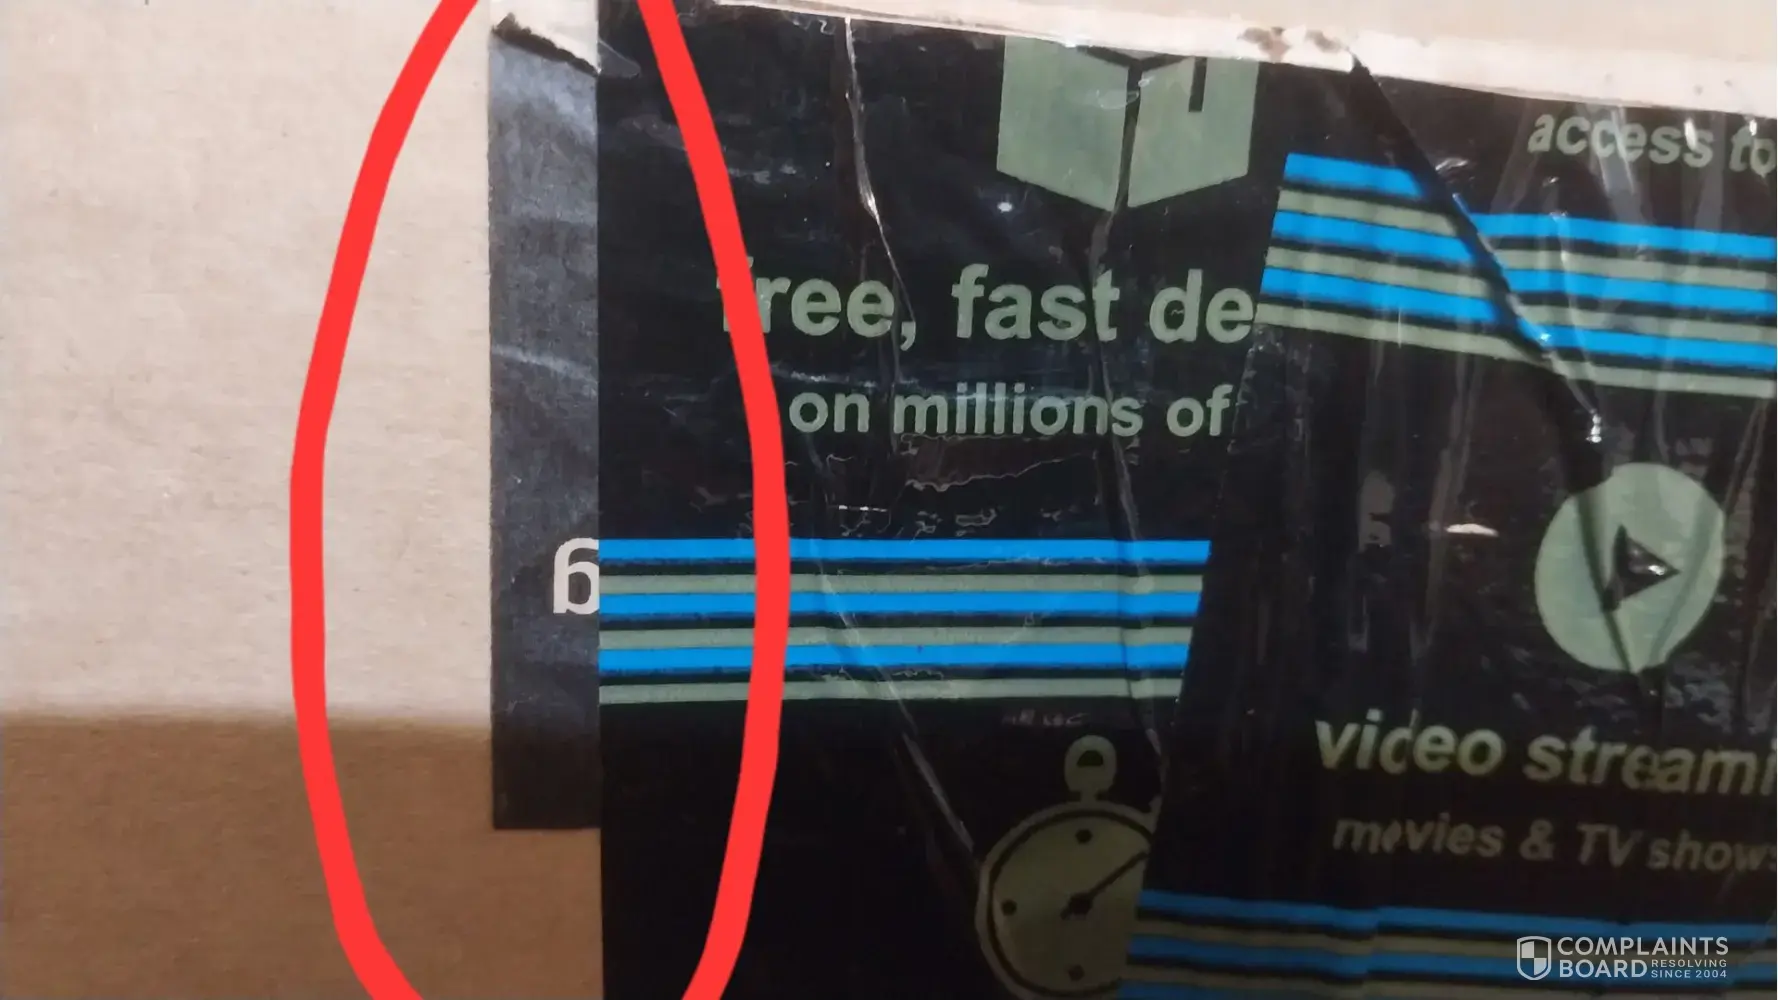 access to
free, fast de
on millions of
video streami
movies & TV shows
COMPLAINTS
BOARD RESOLVING
SINCE 2004